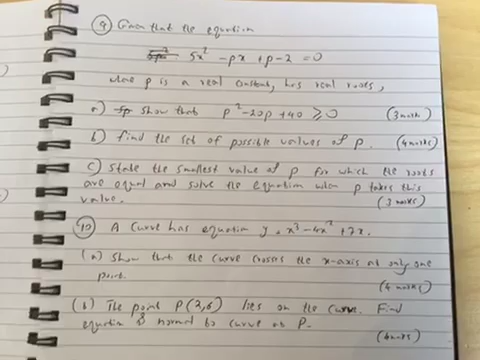 9 Given that the equation
5x² - px + p - 2 = 0
where p is a real constant, has real roots,
a) show that p² - 20p + 40 ≥ 0 (3 marks)
b) find the set of possible values of p. (4 marks)
c) State the smallest value of p for which the roots
are equal and solve the equation when p takes this
value. (3 marks)
10 A curve has equation y = x³ - 4x² + 7x.
(a) Show that the curve crosses the x-axis at only one
point. (4 marks)
(b) The point P(3,6) lies on the curve. Find
equation of normal to curve at P. (6 marks)